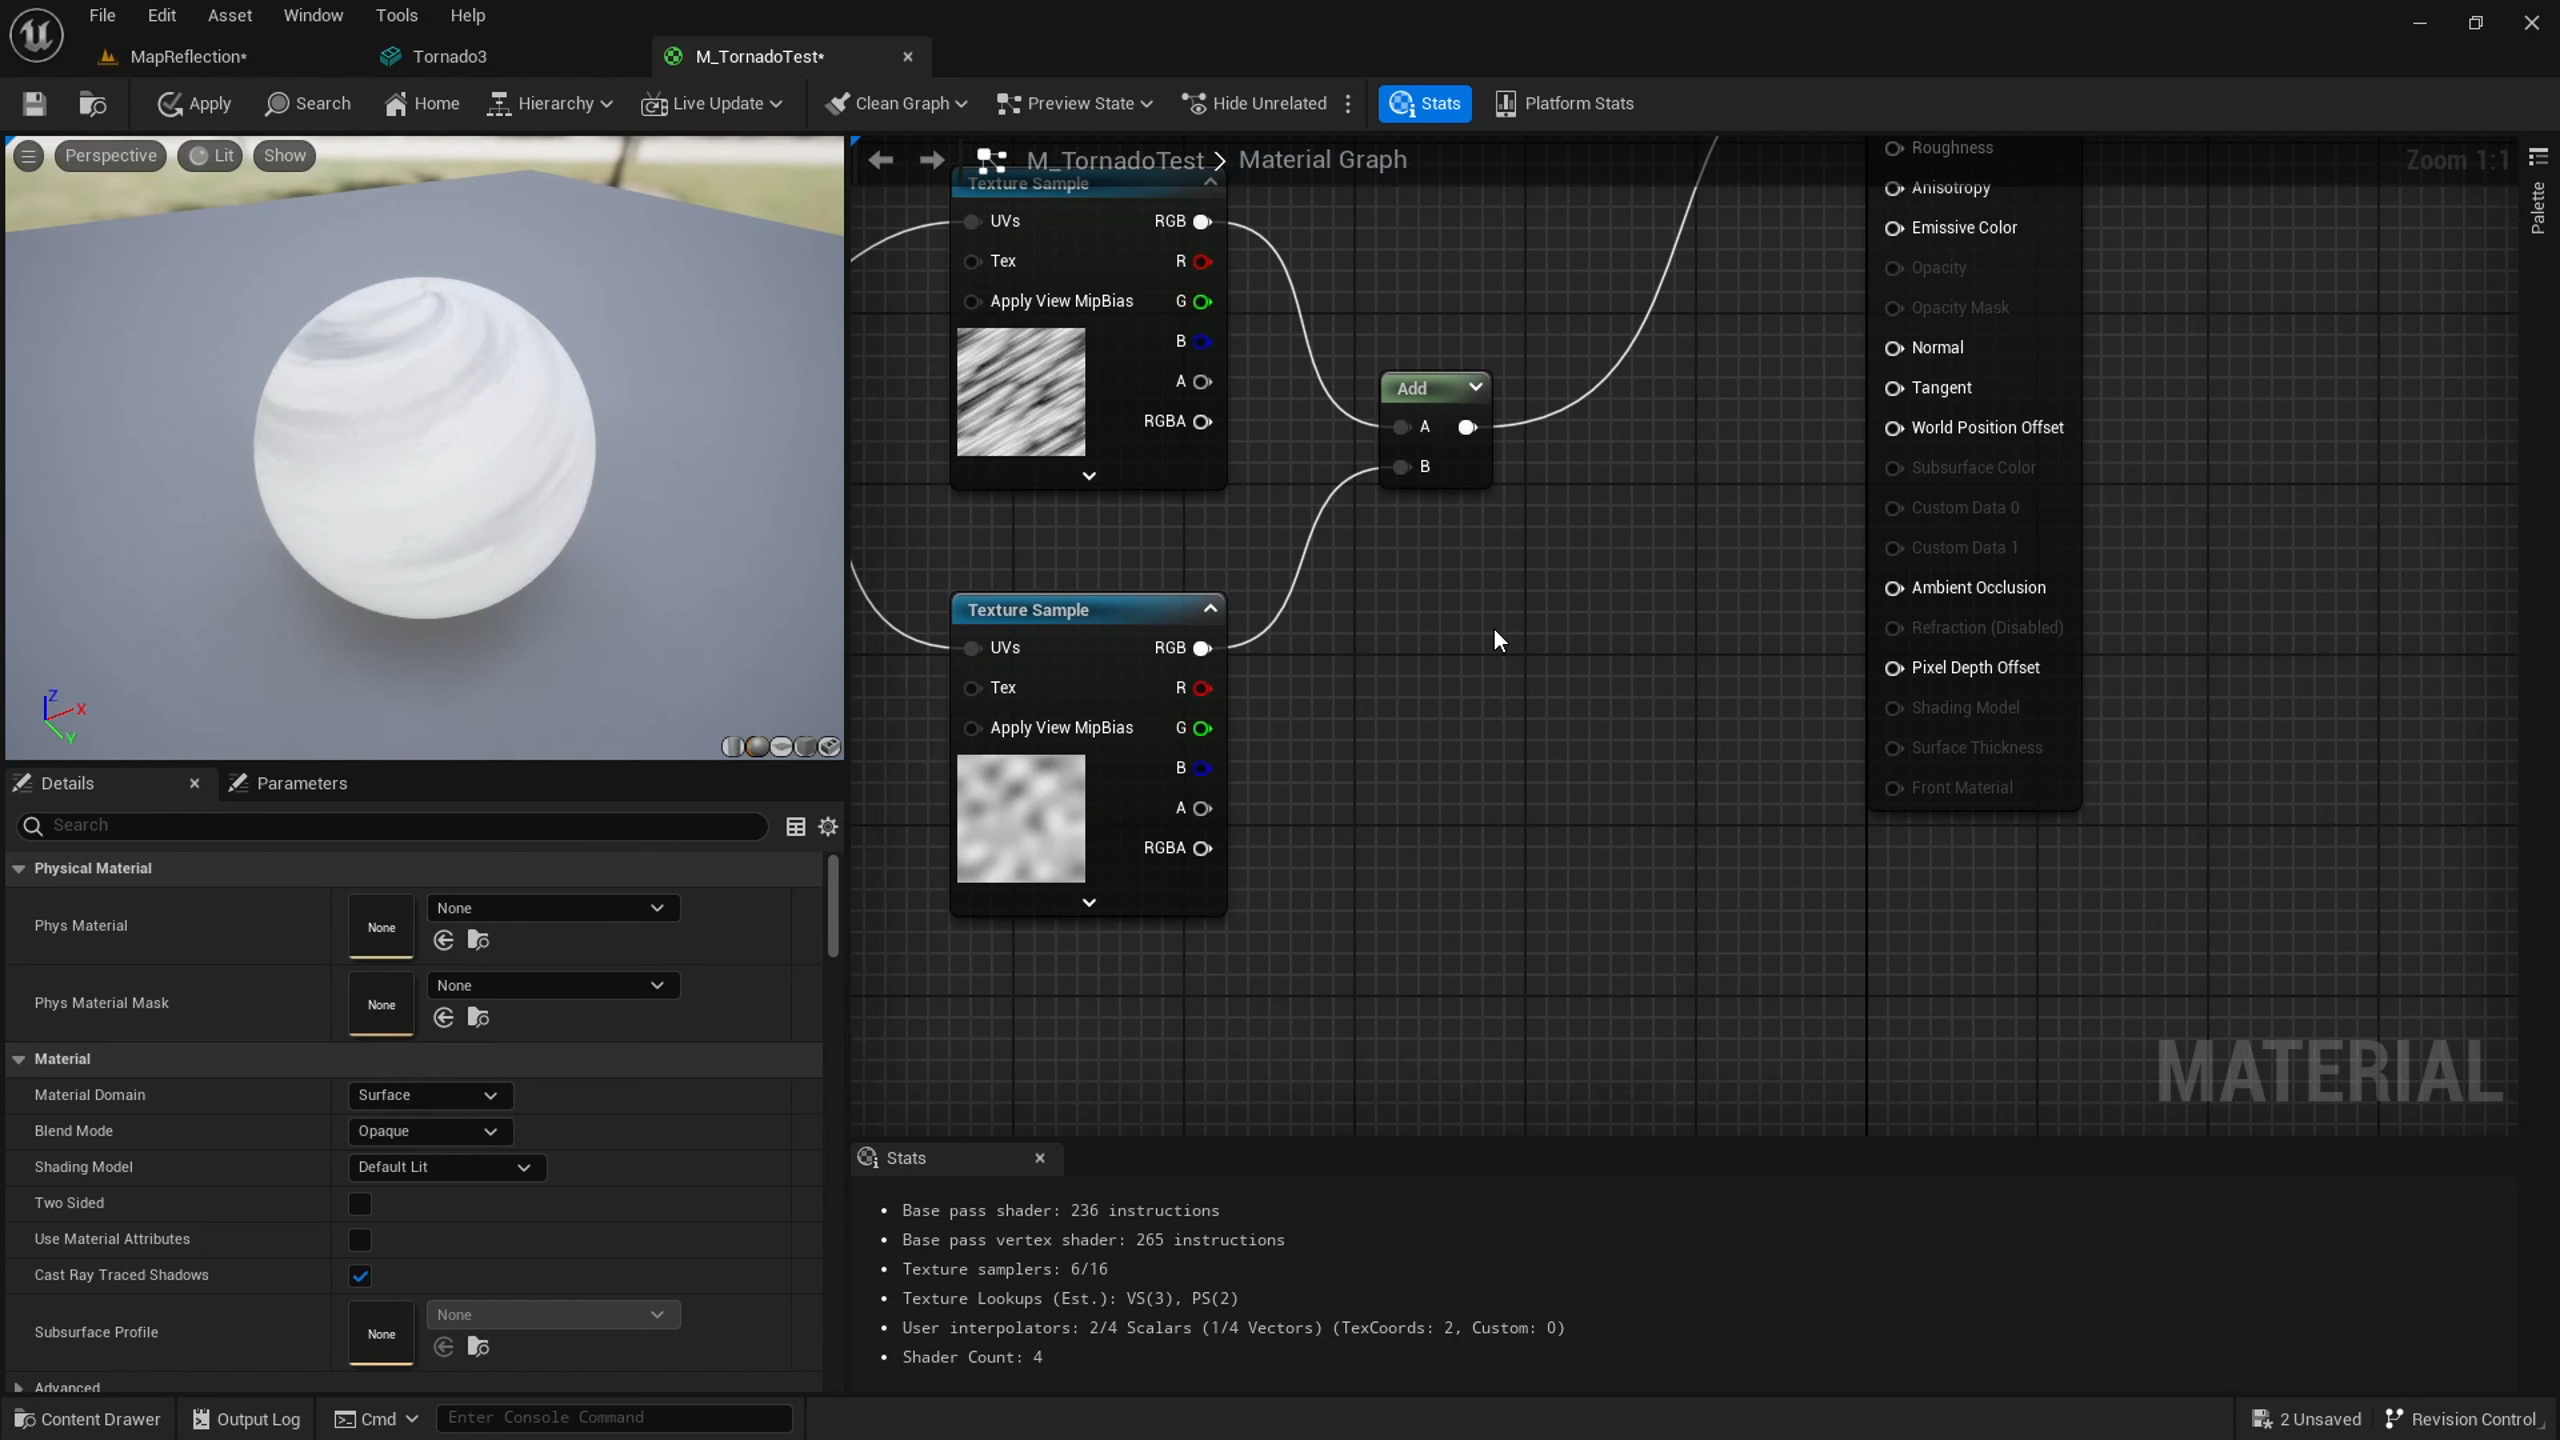 File Edit Asset Window Tools Help
MapReflection* Tornado3 M_TornadoTest*
Apply Search Home Hierarchy Live Update Clean Graph Preview State Hide Unrelated Stats Platform Stats
Perspective Lit Show
Z
X
Y
M_TornadoTest > Material Graph
Zoom 1:1
Palette
Texture Sample
UVs RGB
Tex R
Apply View MipBias G
B
A
RGBA
Add
A
B
Texture Sample
UVs RGB
Tex R
Apply View MipBias G
B
A
RGBA
Roughness
Anisotropy
Emissive Color
Opacity
Opacity Mask
Normal
Tangent
World Position Offset
Subsurface Color
Custom Data 0
Custom Data 1
Ambient Occlusion
Refraction (Disabled)
Pixel Depth Offset
Shading Model
Surface Thickness
Front Material
MATERIAL
Details Parameters
Search
Physical Material
Phys Material None None
Phys Material Mask None None
Material
Material Domain Surface
Blend Mode Opaque
Shading Model Default Lit
Two Sided
Use Material Attributes
Cast Ray Traced Shadows
Subsurface Profile None None
Advanced
Stats
• Base pass shader: 236 instructions
• Base pass vertex shader: 265 instructions
• Texture samplers: 6/16
• Texture Lookups (Est.): VS(3), PS(2)
• User interpolators: 2/4 Scalars (1/4 Vectors) (TexCoords: 2, Custom: 0)
• Shader Count: 4
Content Drawer Output Log Cmd Enter Console Command 2 Unsaved Revision Control